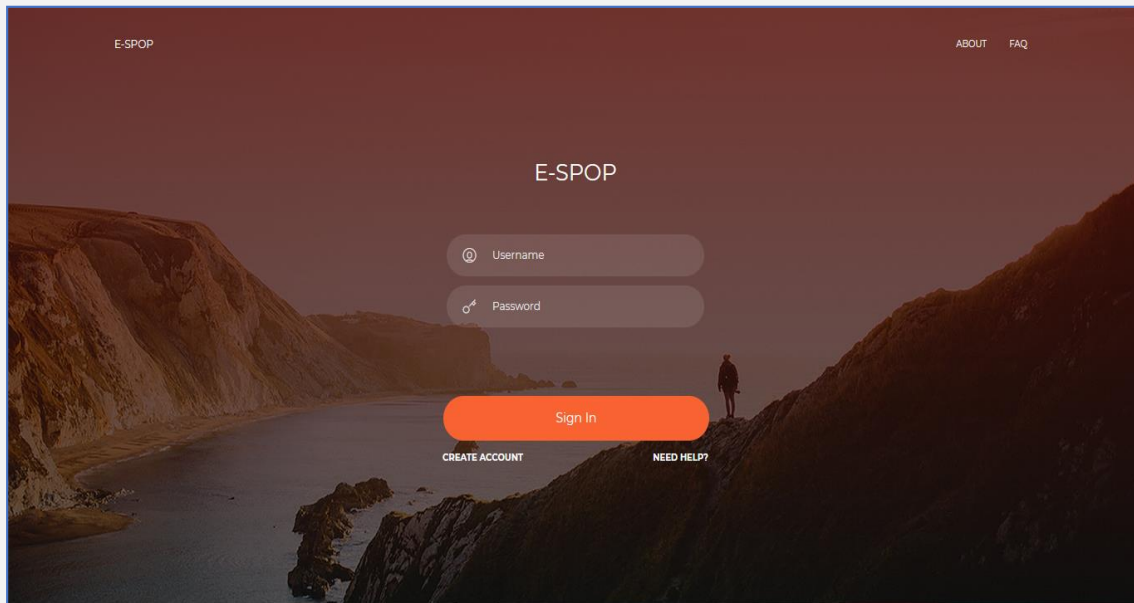 E-SPOP
ABOUT FAQ
E-SPOP
Username
Password
Sign In
CREATE ACCOUNT NEED HELP?